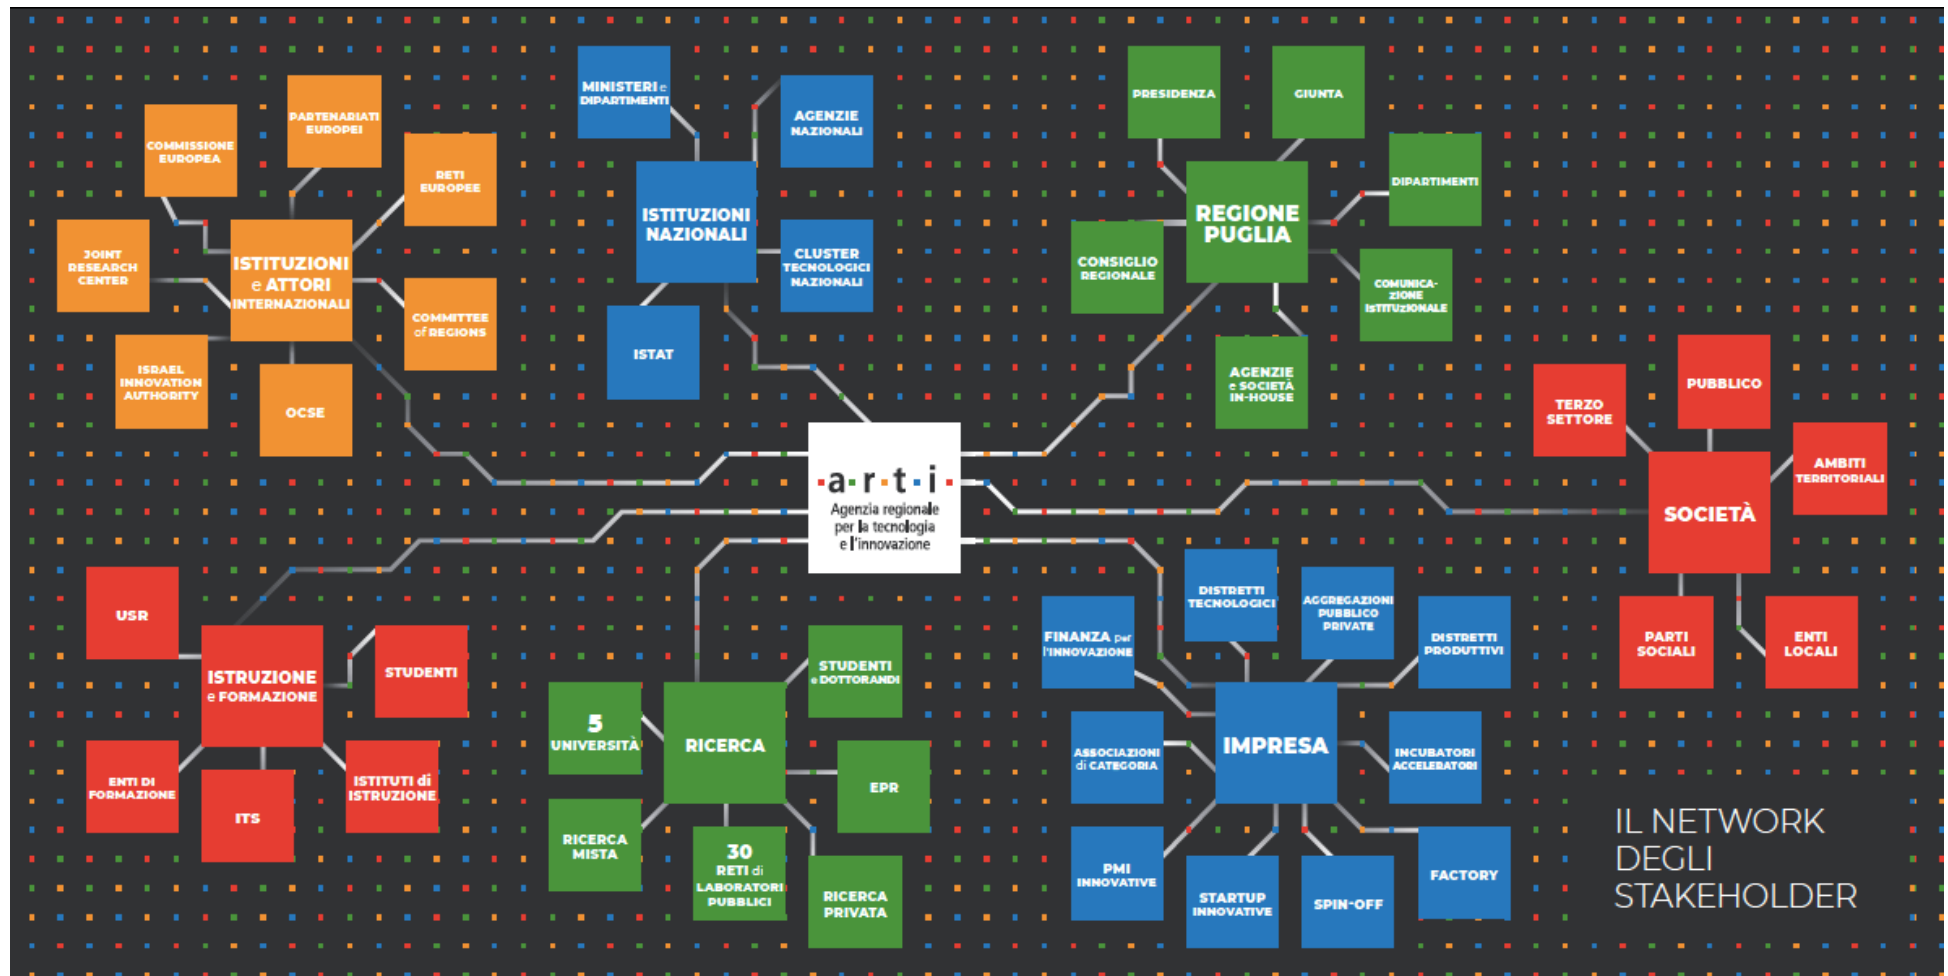 PARTENARIATI
EUROPEI
COMMISSIONE
EUROPEA
RETI
EUROPEE
JOINT
RESEARCH
CENTER
ISTITUZIONI
e ATTORI
INTERNAZIONALI
COMMITTEE
of REGIONS
ISRAEL
INNOVATION
AUTHORITY
OCSE
MINISTERI e
DIPARTIMENTI
AGENZIE
NAZIONALI
ISTITUZIONI
NAZIONALI
CLUSTER
TECNOLOGICI
NAZIONALI
ISTAT
PRESIDENZA
GIUNTA
DIPARTIMENTI
REGIONE
PUGLIA
CONSIGLIO
REGIONALE
COMUNICA-
ZIONE
ISTITUZIONALE
AGENZIE
e SOCIETÀ
IN-HOUSE
PUBBLICO
TERZO
SETTORE
AMBITI
TERRITORIALI
SOCIETÀ
PARTI
SOCIALI
ENTI
LOCALI
·a·r·t·i·
Agenzia regionale
per la tecnologia
e l'innovazione
USR
STUDENTI
ISTRUZIONE
e FORMAZIONE
ENTI DI
FORMAZIONE
ITS
ISTITUTI di
ISTRUZIONE
STUDENTI
e DOTTORANDI
5
UNIVERSITÀ
RICERCA
EPR
RICERCA
MISTA
30
RETI di
LABORATORI
PUBBLICI
RICERCA
PRIVATA
DISTRETTI
TECNOLOGICI
AGGREGAZIONI
PUBBLICO
PRIVATE
FINANZA per
l'INNOVAZIONE
DISTRETTI
PRODUTTIVI
ASSOCIAZIONI
di CATEGORIA
IMPRESA
INCUBATORI
ACCELERATORI
PMI
INNOVATIVE
STARTUP
INNOVATIVE
SPIN-OFF
FACTORY
IL NETWORK
DEGLI
STAKEHOLDER